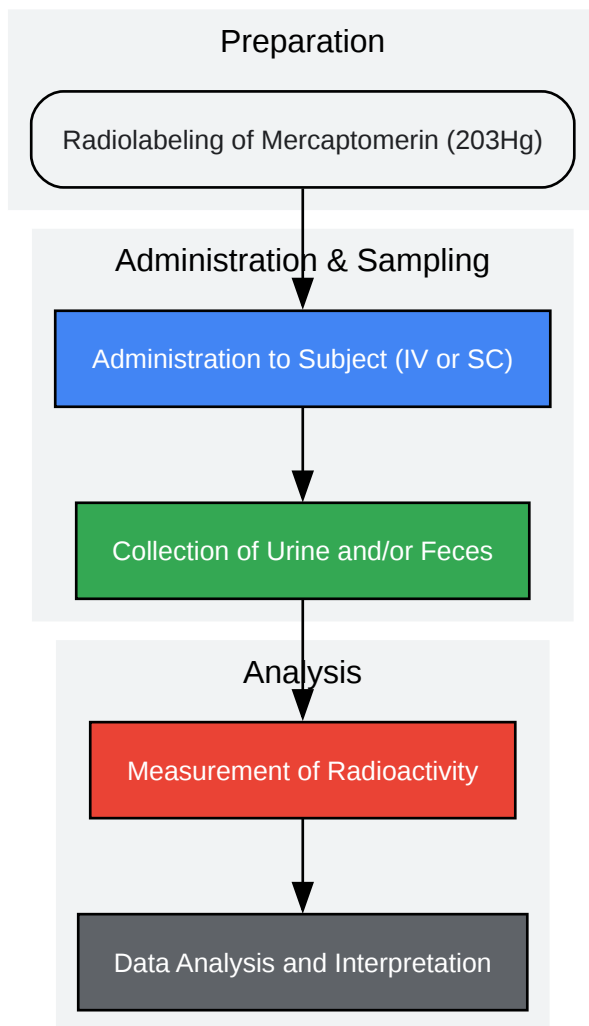 Preparation
Radiolabeling of Mercaptomerin (203Hg)
Administration & Sampling
Administration to Subject (IV or SC)
Collection of Urine and/or Feces
Analysis
Measurement of Radioactivity
Data Analysis and Interpretation